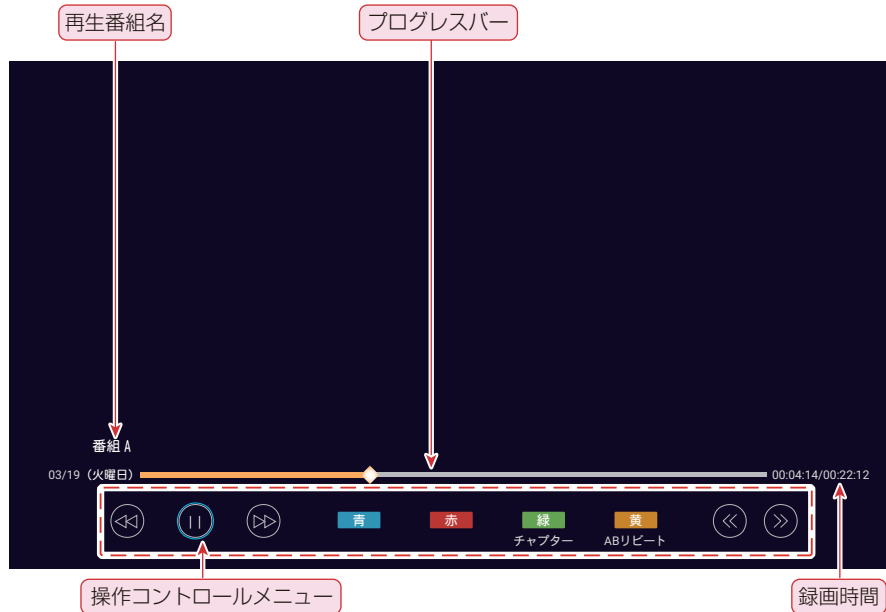 再生番組名
プログレスバー
番組 A
03/19（火曜日）
00:04:14/00:22:12
青
赤
緑
黄
チャプター
ABリピート
操作コントロールメニュー
録画時間